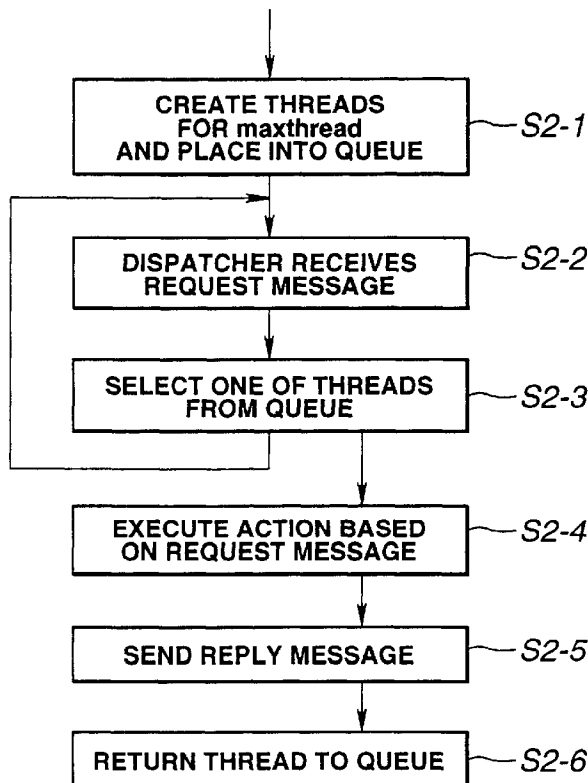 CREATE THREADS
FOR maxthread
AND PLACE INTO QUEUE
S2-1
DISPATCHER RECEIVES
REQUEST MESSAGE
S2-2
SELECT ONE OF THREADS
FROM QUEUE
S2-3
EXECUTE ACTION BASED
ON REQUEST MESSAGE
S2-4
SEND REPLY MESSAGE
S2-5
RETURN THREAD TO QUEUE
S2-6